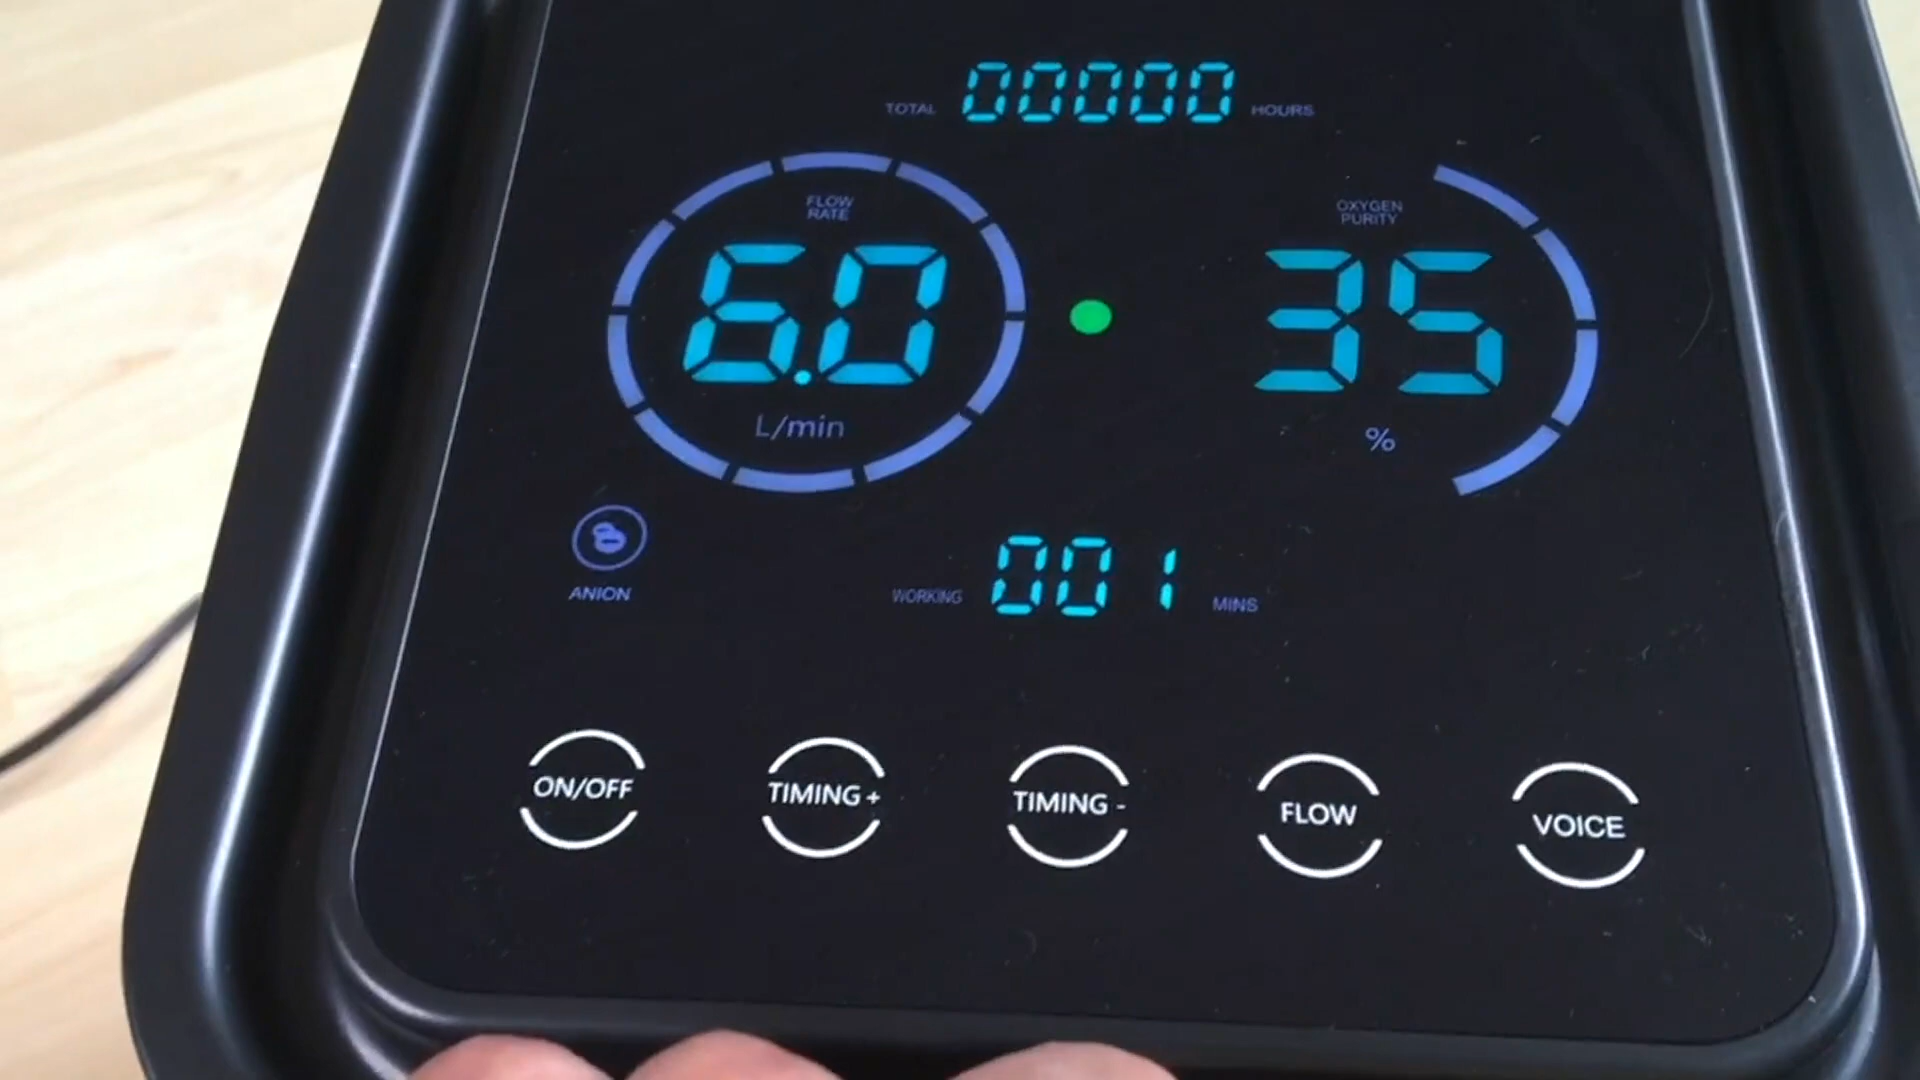 TOTAL 00000 HOURS
FLOW
RATE
6.0
L/min
OXYGEN
PURITY
35
%
ANION
WORKING 001 MINS
ON/OFF
TIMING +
TIMING -
FLOW
VOICE